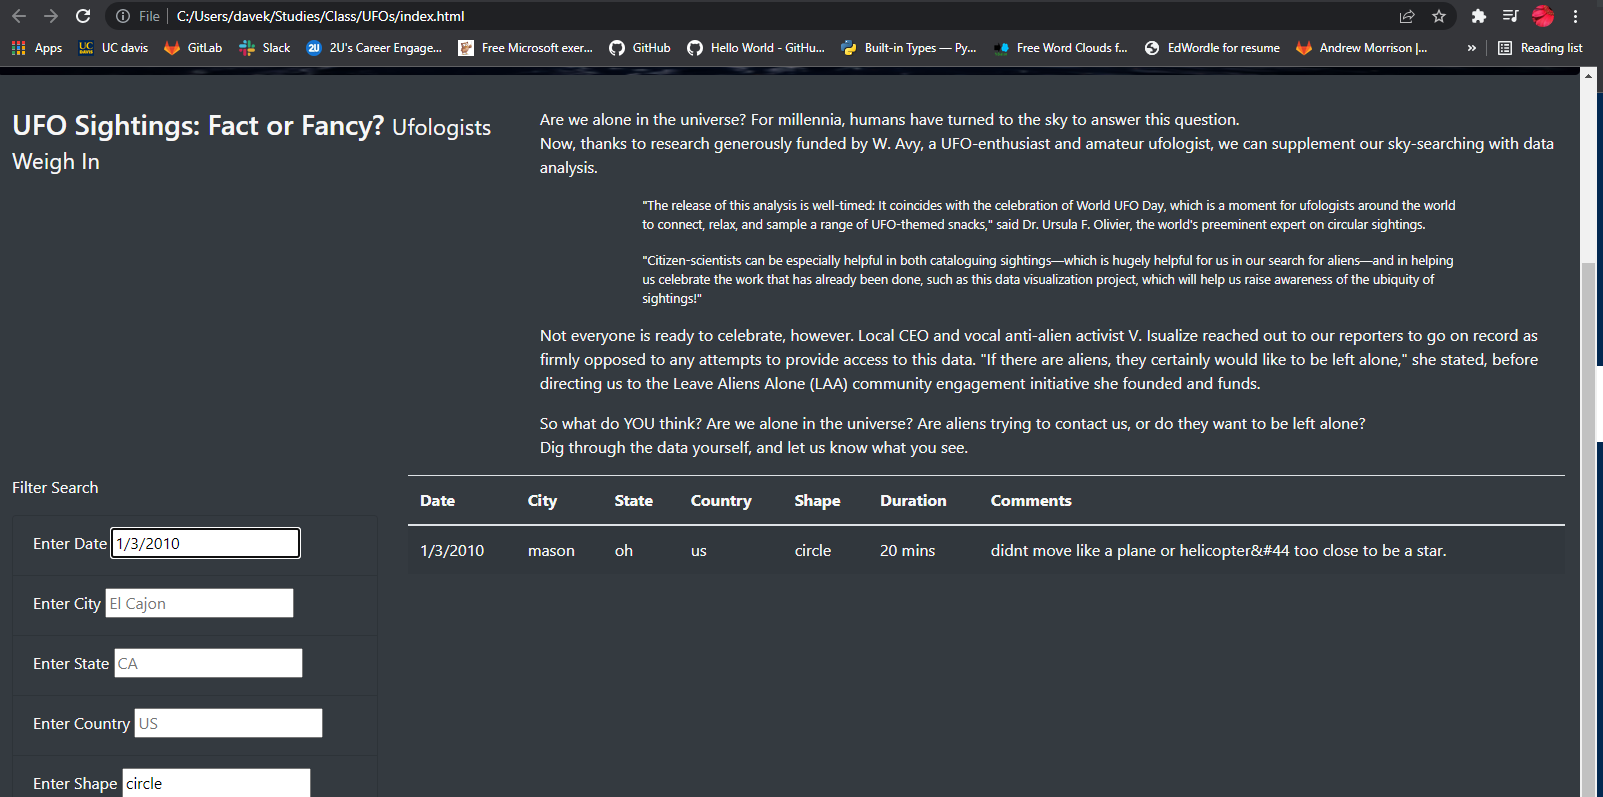 File | C:/Users/davek/Studies/Class/UFOs/index.html
Apps UC davis GitLab Slack 2U's Career Engage... Free Microsoft exer... GitHub Hello World - GitHu... Built-in Types — Py... Free Word Clouds f... EdWordle for resume Andrew Morrison |... » Reading list
UFO Sightings: Fact or Fancy? Ufologists
Weigh In
Are we alone in the universe? For millennia, humans have turned to the sky to answer this question.
Now, thanks to research generously funded by W. Avy, a UFO-enthusiast and amateur ufologist, we can supplement our sky-searching with data
analysis.
"The release of this analysis is well-timed: It coincides with the celebration of World UFO Day, which is a moment for ufologists around the world
to connect, relax, and sample a range of UFO-themed snacks," said Dr. Ursula F. Olivier, the world's preeminent expert on circular sightings.
"Citizen-scientists can be especially helpful in both cataloguing sightings—which is hugely helpful for us in our search for aliens—and in helping
us celebrate the work that has already been done, such as this data visualization project, which will help us raise awareness of the ubiquity of
sightings!"
Not everyone is ready to celebrate, however. Local CEO and vocal anti-alien activist V. Isualize reached out to our reporters to go on record as
firmly opposed to any attempts to provide access to this data. "If there are aliens, they certainly would like to be left alone," she stated, before
directing us to the Leave Aliens Alone (LAA) community engagement initiative she founded and funds.
So what do YOU think? Are we alone in the universe? Are aliens trying to contact us, or do they want to be left alone?
Dig through the data yourself, and let us know what you see.
Filter Search
Enter Date 1/3/2010
Enter City El Cajon
Enter State CA
Enter Country US
Enter Shape circle
Date City State Country Shape Duration Comments
1/3/2010 mason oh us circle 20 mins didnt move like a plane or helicopter&#44 too close to be a star.